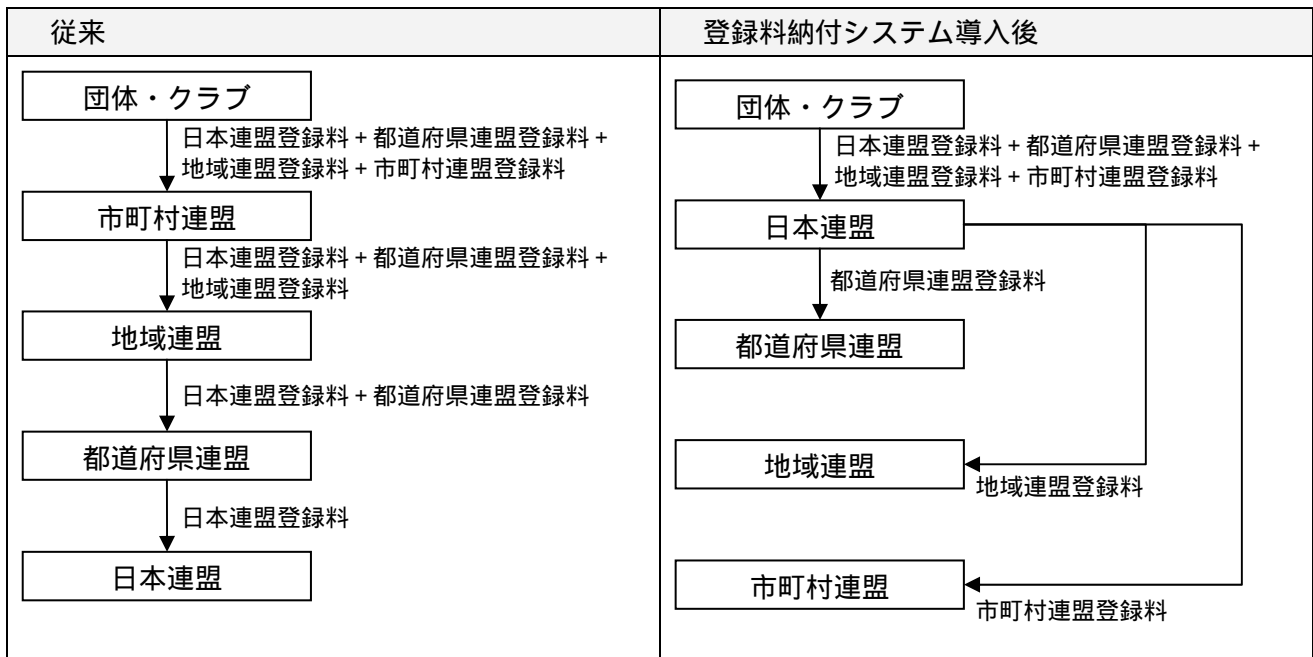 従来
団体・クラブ
日本連盟登録料 + 都道府県連盟登録料 +
地域連盟登録料 + 市町村連盟登録料
市町村連盟
日本連盟登録料 + 都道府県連盟登録料 +
地域連盟登録料
地域連盟
日本連盟登録料 + 都道府県連盟登録料
都道府県連盟
日本連盟登録料
日本連盟
登録料納付システム導入後
団体・クラブ
日本連盟登録料 + 都道府県連盟登録料 +
地域連盟登録料 + 市町村連盟登録料
日本連盟
都道府県連盟登録料
都道府県連盟
地域連盟
地域連盟登録料
市町村連盟
市町村連盟登録料